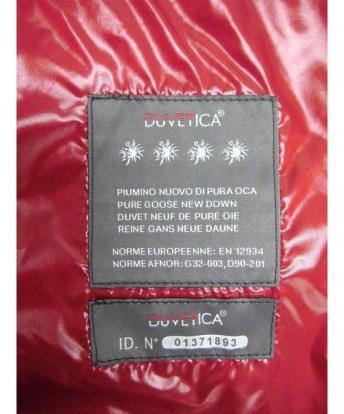 DUVETICA®
PIUMINO NUOVO DI PURA OCA
PURE GOOSE NEW DOWN
DUVET NEUF DE PURE OIE
REINE GANS NEUE DAUNE
NORME EUROPEENNE: EN 12934
NORME AFNOR: G32-003, D90-201
DUVETICA®
ID. N° 01371893